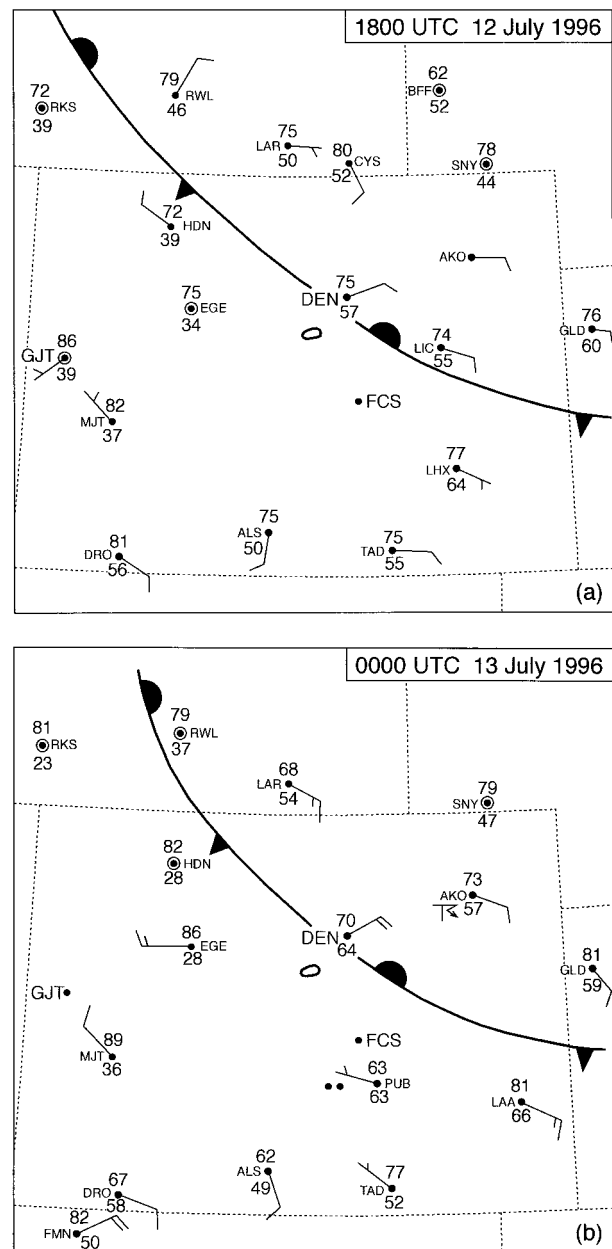 1800 UTC 12 July 1996
72
RKS
39
79
RWL
46
62
BFF
52
75
LAR
50
80
CYS
52
78
SNY
44
72
HDN
39
AKO
75
EGE
34
75
DEN
57
76
GLD
60
86
GJT
39
74
LIC
55
82
MJT
37
FCS
77
LHX
64
81
DRO
56
75
ALS
50
75
TAD
55
(a)
0000 UTC 13 July 1996
81
RKS
23
79
RWL
37
68
LAR
54
79
SNY
47
82
HDN
28
73
AKO
57
86
EGE
28
70
DEN
64
81
GLD
59
GJT
89
MJT
36
FCS
63
PUB
63
81
LAA
66
67
DRO
58
62
ALS
49
77
TAD
52
82
FMN
50
(b)